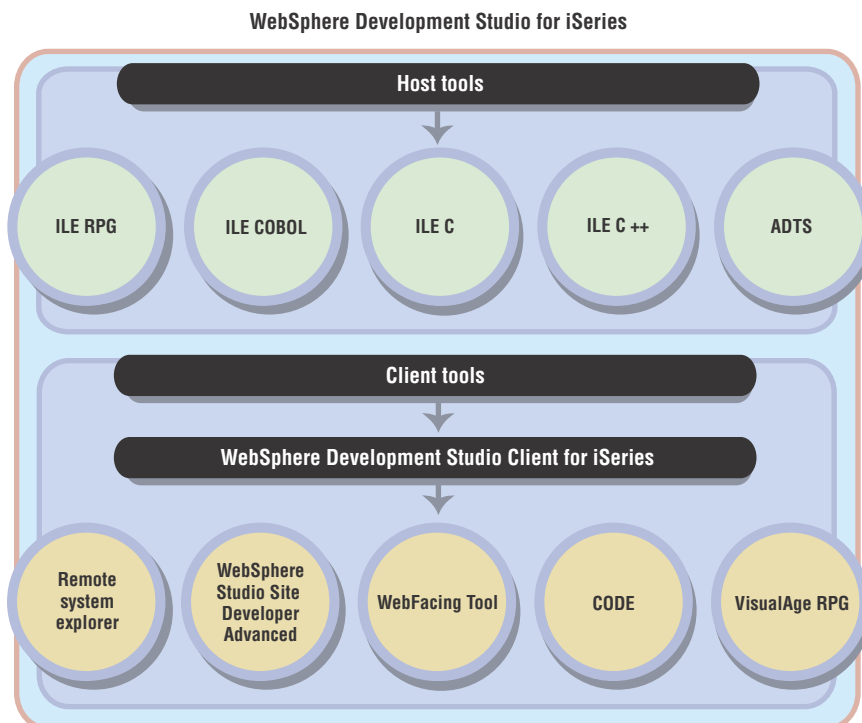 WebSphere Development Studio for iSeries
Host tools
ILE RPG
ILE COBOL
ILE C
ILE C ++
ADTS
Client tools
WebSphere Development Studio Client for iSeries
Remote
system
explorer
WebSphere
Studio Site
Developer
Advanced
WebFacing Tool
CODE
VisualAge RPG